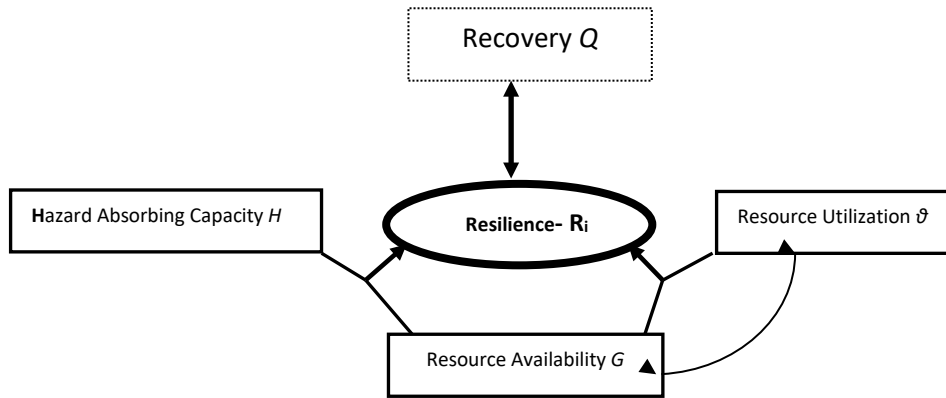 Recovery Q
Hazard Absorbing Capacity H
Resilience- Ri
Resource Utilization ϑ
Resource Availability G